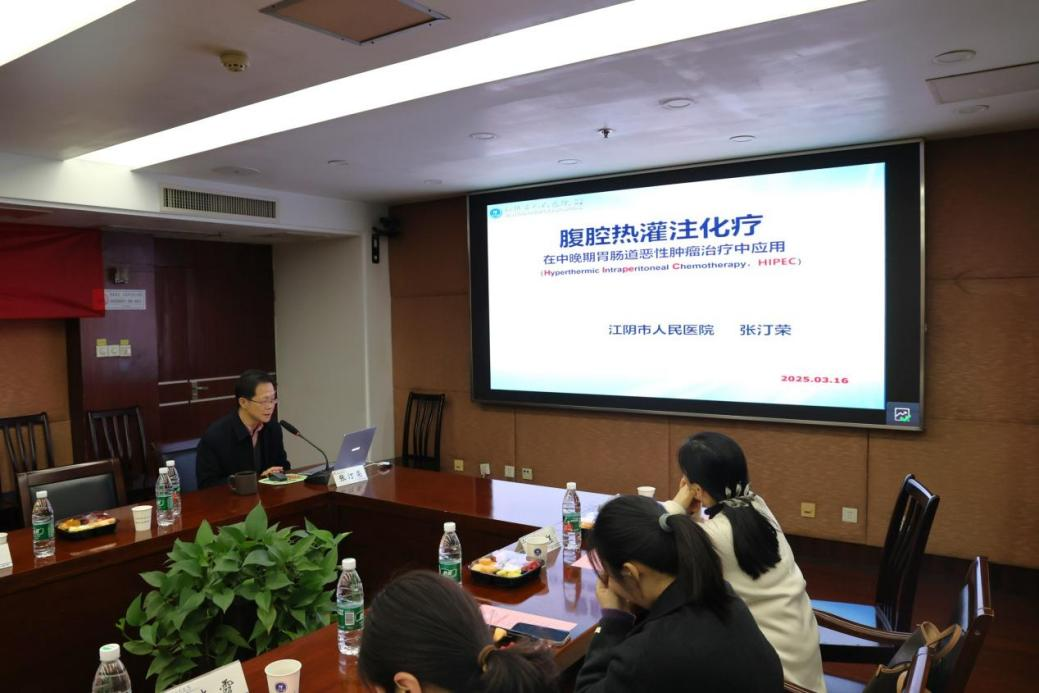 腹腔热灌注化疗
在中晚期胃肠道恶性肿瘤治疗中应用
(Hyperthermic Intraperitoneal Chemotherapy, HIPEC)
江阴市人民医院 张汀荣
2025.03.16
张汀荣